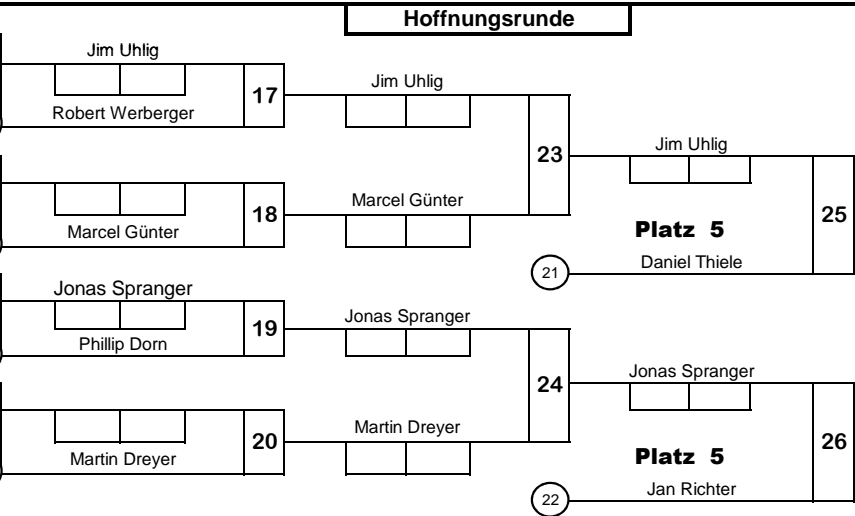 Hoffnungsrunde
Jim Uhlig
Robert Werberger
17
Jim Uhlig
Marcel Günter
18
Marcel Günter
23
Jim Uhlig
Platz 5
21
Daniel Thiele
25
Jonas Spranger
Phillip Dorn
19
Jonas Spranger
Martin Dreyer
20
Martin Dreyer
24
Jonas Spranger
Platz 5
22
Jan Richter
26